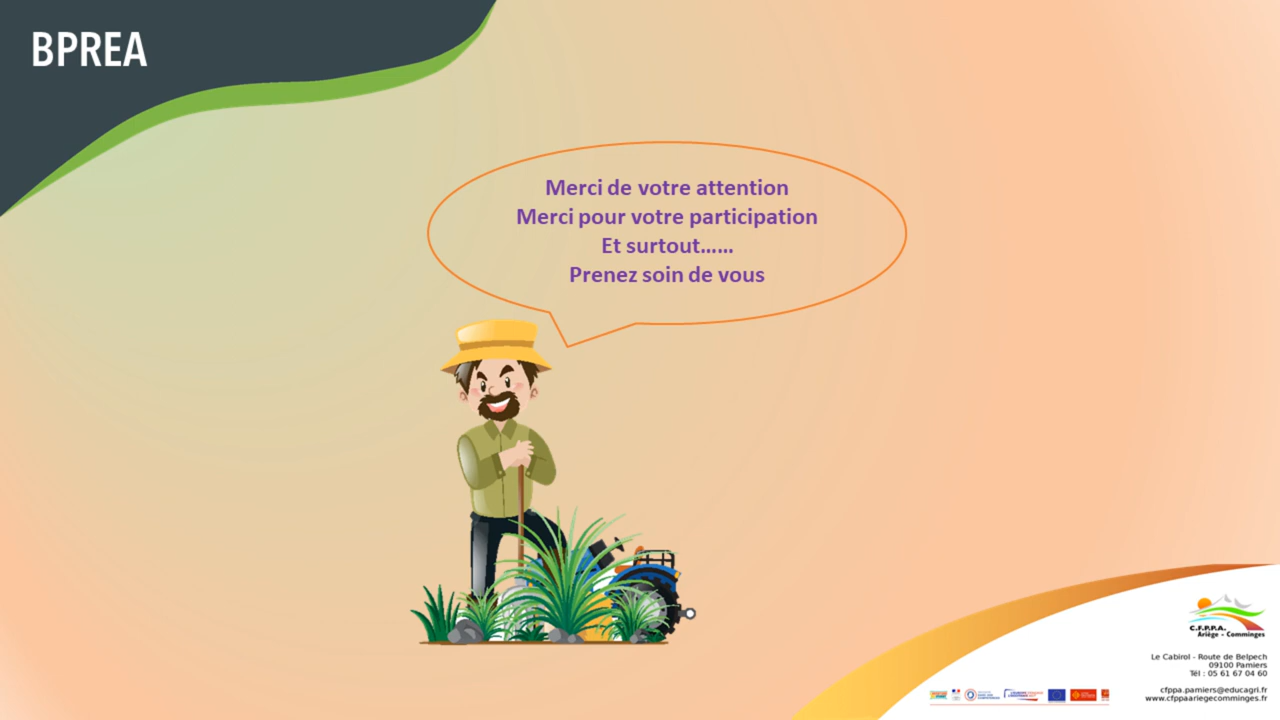 BPREA
Merci de votre attention
Merci pour votre participation
Et surtout......
Prenez soin de vous
C.F.P.P.A.
Ariège - Comminges
Le Cabirol - Route de Belpech
09100 Pamiers
Tél : 05 61 67 04 60
cfppa.pamiers@educagri.fr
www.cfppaariegecomminges.fr